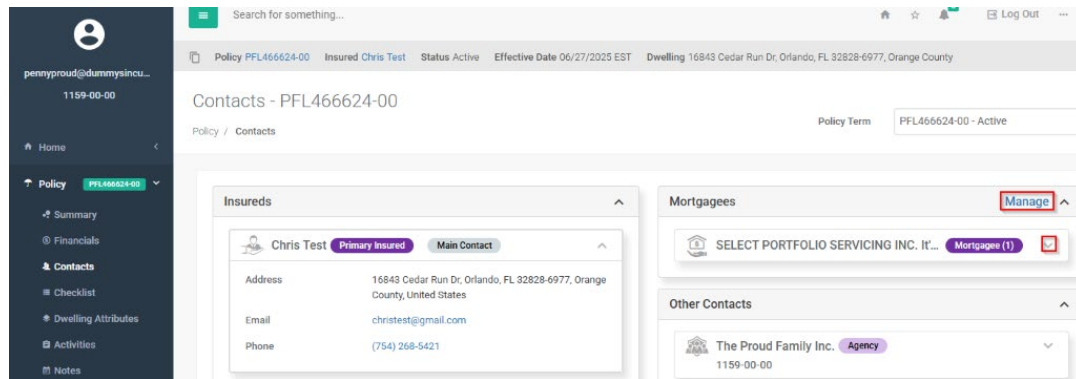 Search for something...
Log Out ...
pennyproud@dummysincu...
1159-00-00
Policy PFL466624-00 Insured Chris Test Status Active Effective Date 06/27/2025 EST Dwelling 16843 Cedar Run Dr, Orlando, FL 32828-6977, Orange County
Contacts - PFL466624-00
Policy / Contacts
Policy Term PFL466624-00 - Active
Home
Policy PFL466624-00
Summary
Financials
Contacts
Checklist
Dwelling Attributes
Activities
Notes
Insureds
Chris Test Primary Insured Main Contact
Address 16843 Cedar Run Dr, Orlando, FL 32828-6977, Orange
County, United States
Email christest@gmail.com
Phone (754) 268-5421
Mortgagees Manage
SELECT PORTFOLIO SERVICING INC. It'... Mortgagee (1)
Other Contacts
The Proud Family Inc. Agency
1159-00-00